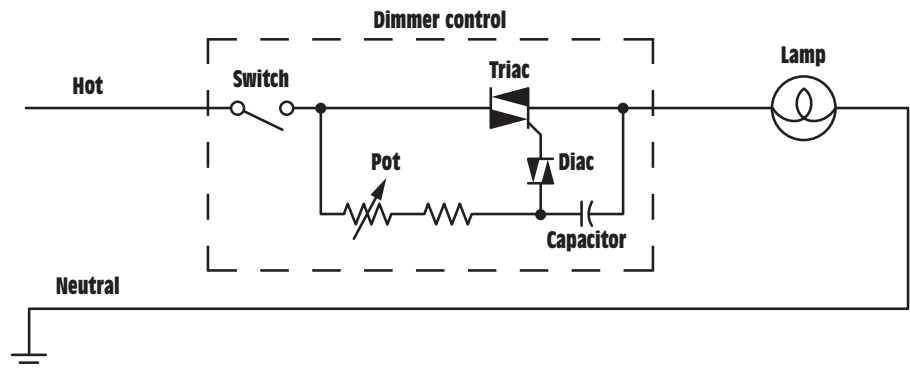 Dimmer control
Hot
Switch
Triac
Lamp
Pot
Diac
Capacitor
Neutral